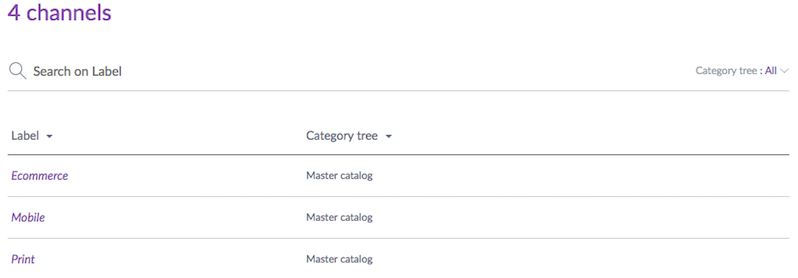 4 channels
Search on Label
Category tree : All
Label Category tree
Ecommerce Master catalog
Mobile Master catalog
Print Master catalog